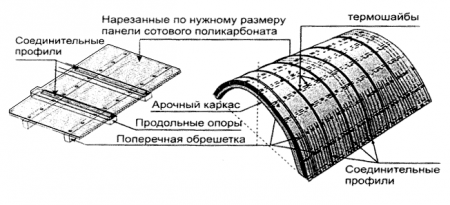 Нарезанные по нужному размеру
панели сотового поликарбоната
термошайбы
Соединительные
профили
Арочный каркас
Продольные опоры
Поперечная обрешетка
Соединительные
профили